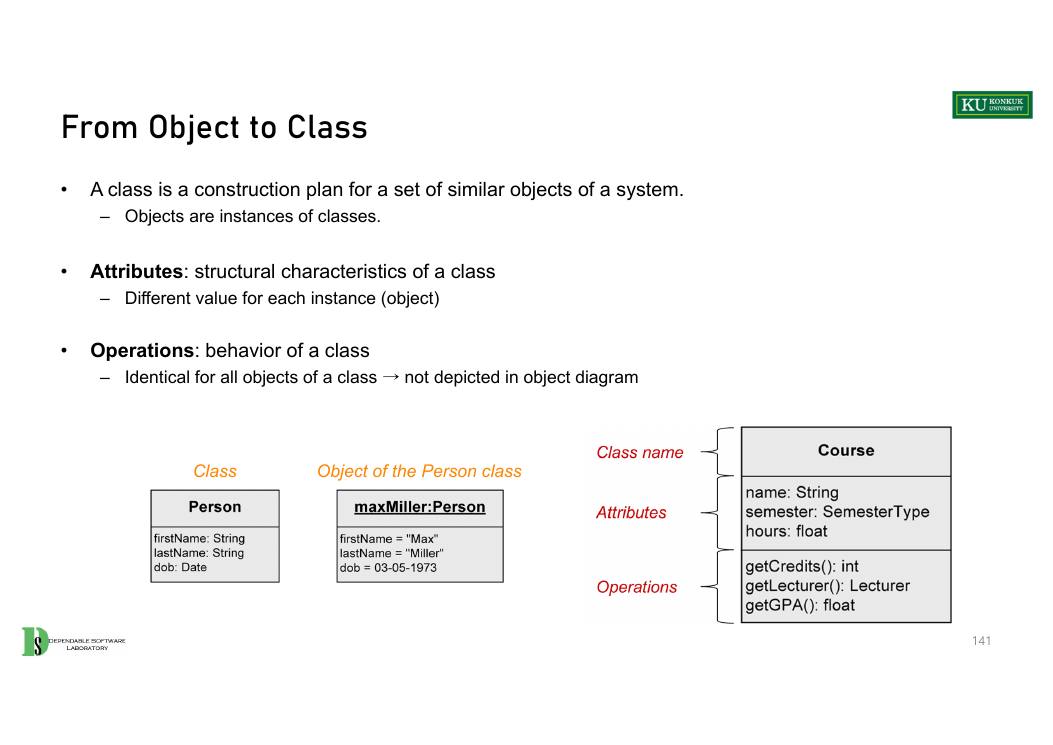 KU KONKUK
UNIVERSITY
From Object to Class
• A class is a construction plan for a set of similar objects of a system.
– Objects are instances of classes.
• Attributes: structural characteristics of a class
– Different value for each instance (object)
• Operations: behavior of a class
– Identical for all objects of a class → not depicted in object diagram
Class
Person
firstName: String
lastName: String
dob: Date
Object of the Person class
maxMiller:Person
firstName = "Max"
lastName = "Miller"
dob = 03-05-1973
Class name
Course
Attributes
name: String
semester: SemesterType
hours: float
Operations
getCredits(): int
getLecturer(): Lecturer
getGPA(): float
DS DEPENDABLE SOFTWARE
LABORATORY
141